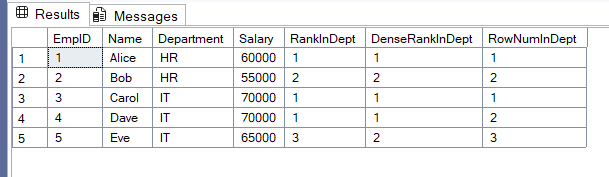 Results Messages
EmpID Name Department Salary RankInDept DenseRankInDept RowNumInDept
1 1 Alice HR 60000 1 1 1
2 2 Bob HR 55000 2 2 2
3 3 Carol IT 70000 1 1 1
4 4 Dave IT 70000 1 1 2
5 5 Eve IT 65000 3 2 3